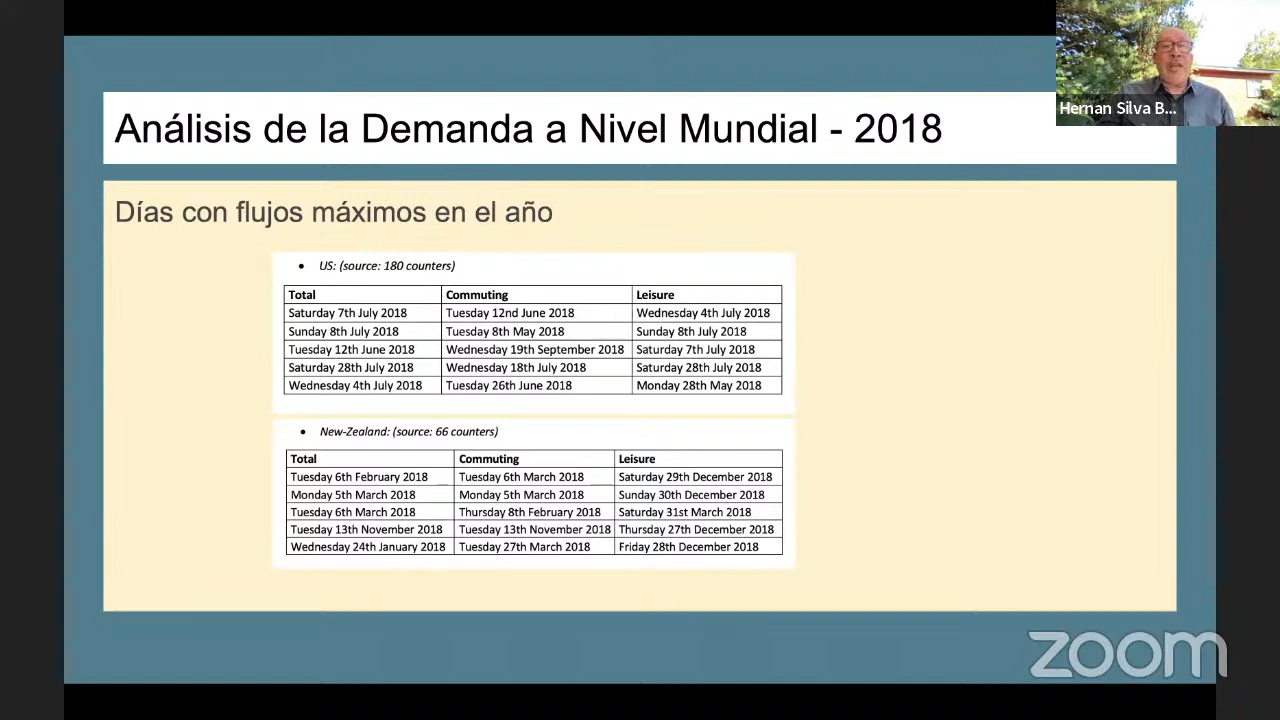 Hernan Silva B...
Análisis de la Demanda a Nivel Mundial - 2018
Días con flujos máximos en el año
• US: (source: 180 counters)
Total Commuting Leisure
Saturday 7th July 2018 Tuesday 12nd June 2018 Wednesday 4th July 2018
Sunday 8th July 2018 Tuesday 8th May 2018 Sunday 8th July 2018
Tuesday 12th June 2018 Wednesday 19th September 2018 Saturday 7th July 2018
Saturday 28th July 2018 Wednesday 18th July 2018 Saturday 28th July 2018
Wednesday 4th July 2018 Tuesday 26th June 2018 Monday 28th May 2018
• New-Zealand: (source: 66 counters)
Total Commuting Leisure
Tuesday 6th February 2018 Tuesday 6th March 2018 Saturday 29th December 2018
Monday 5th March 2018 Monday 5th March 2018 Sunday 30th December 2018
Tuesday 6th March 2018 Thursday 8th February 2018 Saturday 31st March 2018
Tuesday 13th November 2018 Tuesday 13th November 2018 Thursday 27th December 2018
Wednesday 24th January 2018 Tuesday 27th March 2018 Friday 28th December 2018
zoom